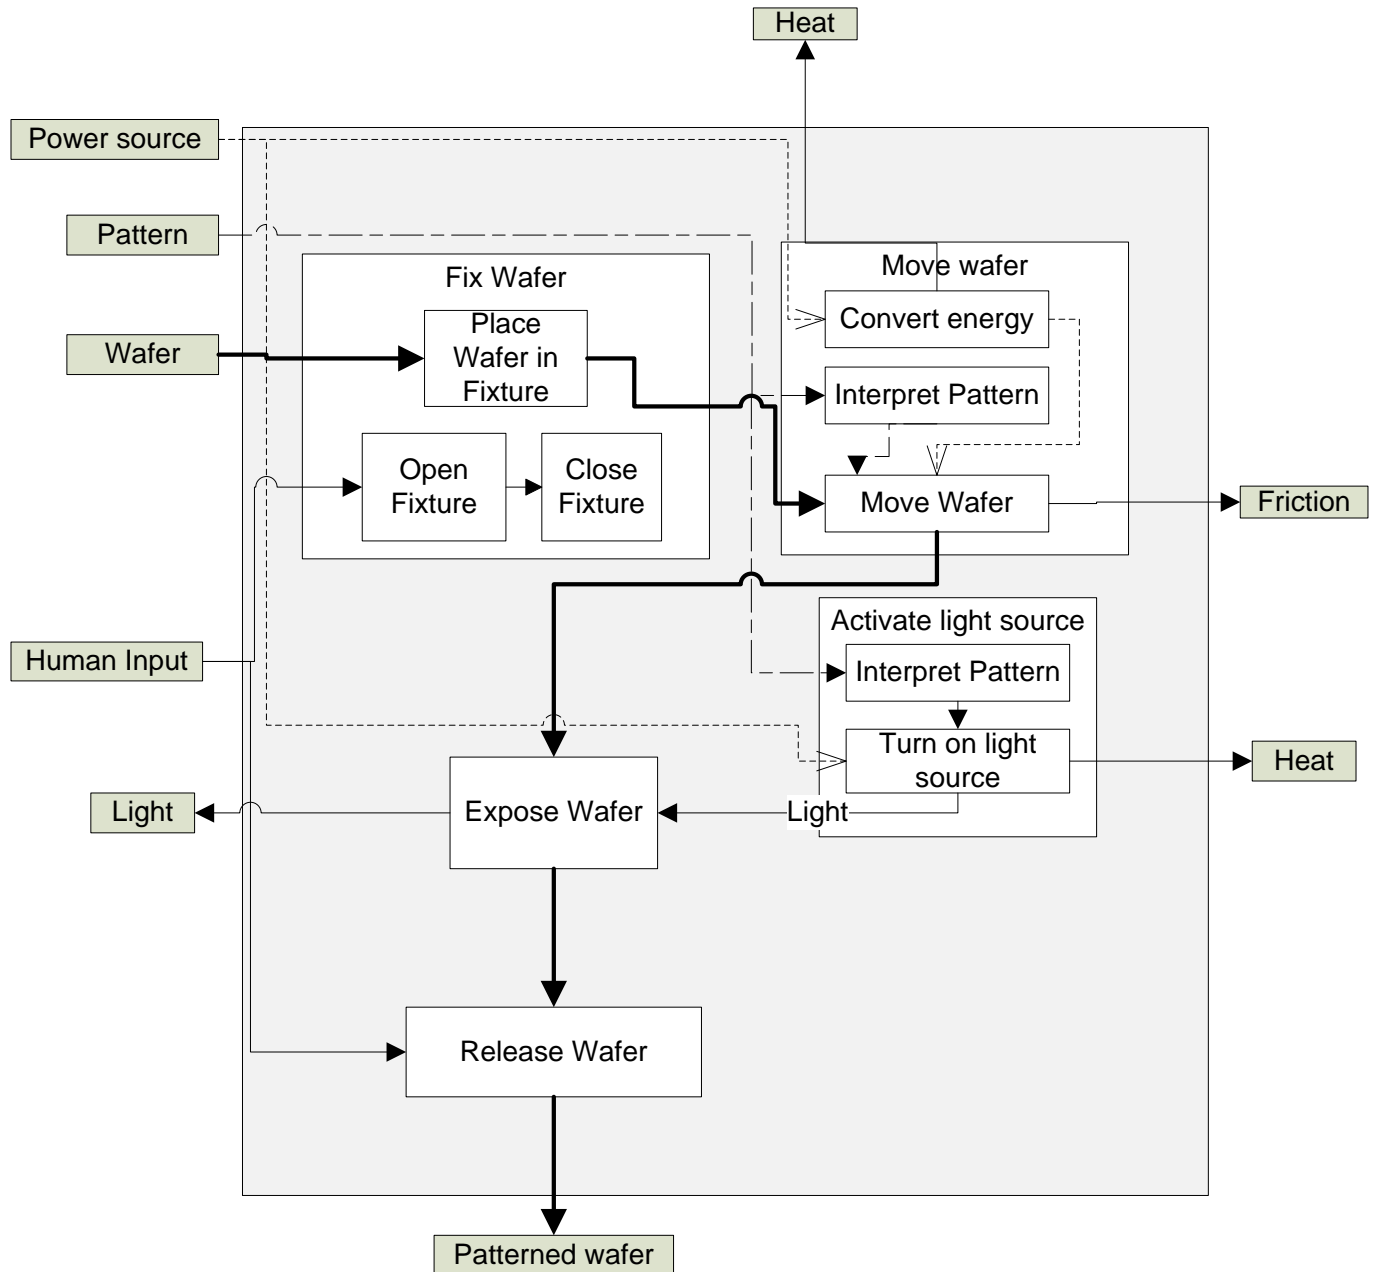 Heat
Power source
Pattern
Move wafer
Fix Wafer
Convert energy
Place
Wafer in
Fixture
Wafer
Interpret Pattern
Open
Fixture
Close
Fixture
Move Wafer
Friction
Activate light source
Human Input
Interpret Pattern
Turn on light
source
Heat
Light
Expose Wafer
Light
Release Wafer
Patterned wafer